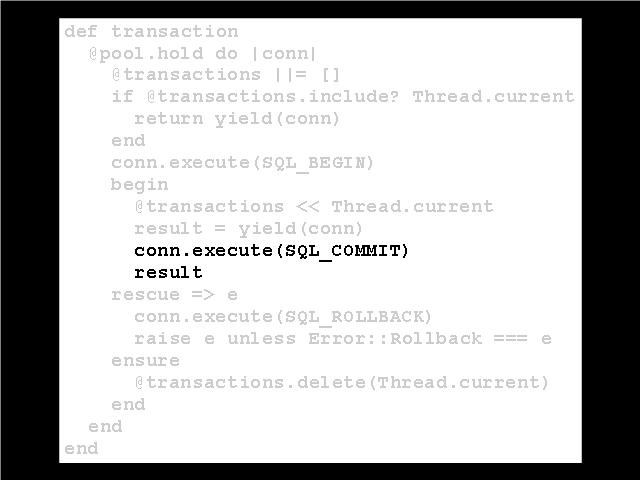 def transaction
  @pool.hold do |conn|
    @transactions ||= []
    if @transactions.include? Thread.current
      return yield(conn)
    end
    conn.execute(SQL_BEGIN)
    begin
      @transactions << Thread.current
      result = yield(conn)
      conn.execute(SQL_COMMIT)
      result
    rescue => e
      conn.execute(SQL_ROLLBACK)
      raise e unless Error::Rollback === e
    ensure
      @transactions.delete(Thread.current)
    end
  end
end